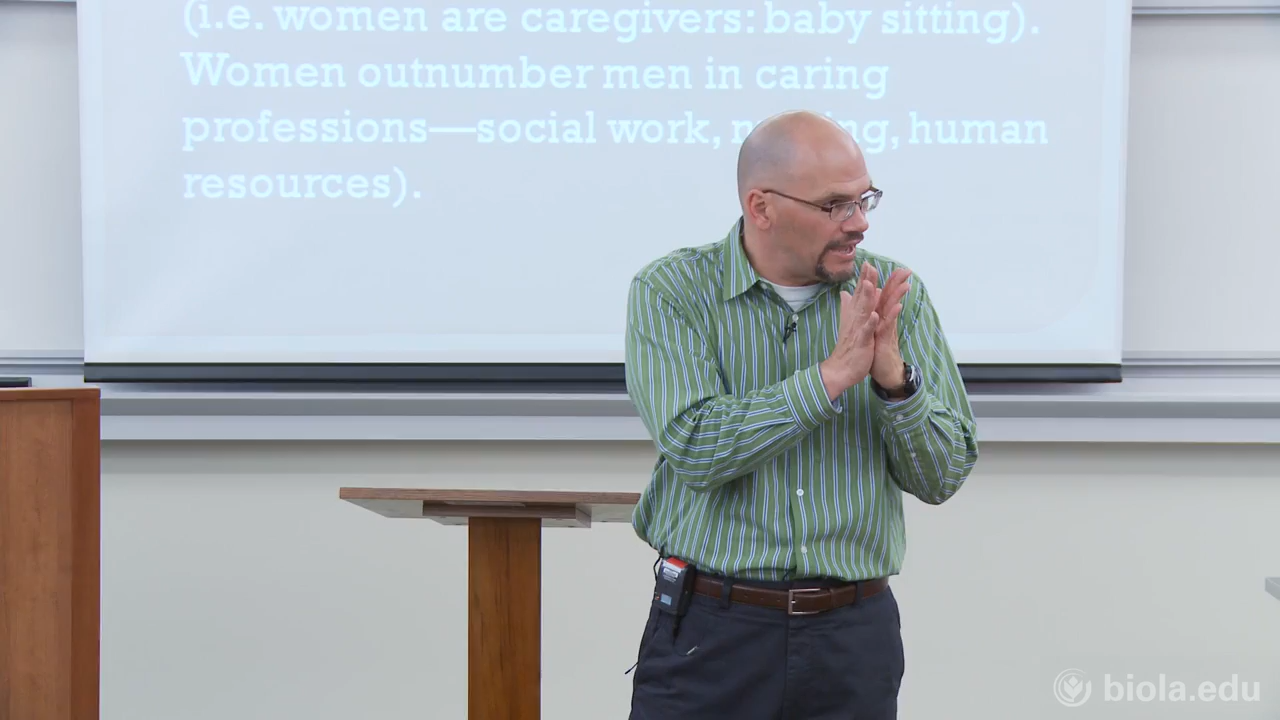 (i.e. women are caregivers: baby sitting).
Women outnumber men in caring
professions—social work, human
resources).
biola.edu